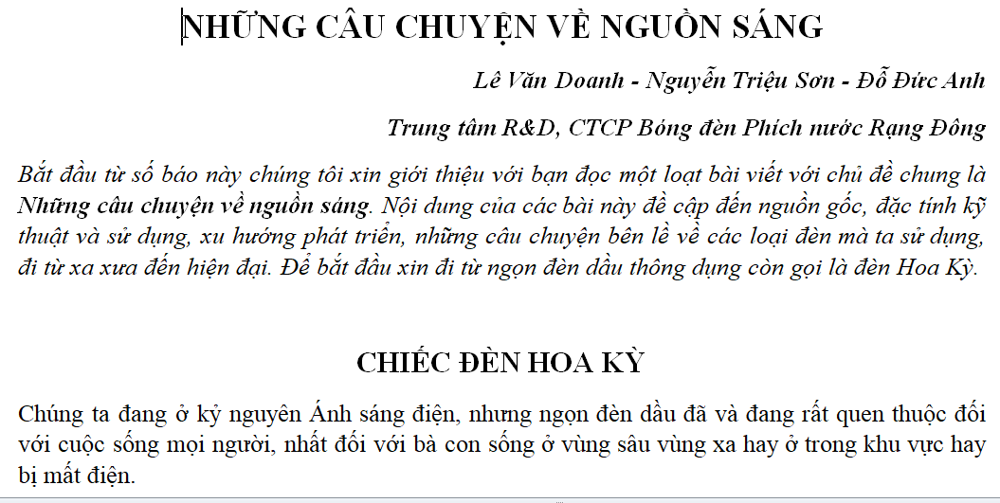 NHỮNG CÂU CHUYỆN VỀ NGUỒN SÁNG
Lê Văn Doanh - Nguyễn Triệu Sơn - Đỗ Đức Anh
Trung tâm R&D, CTCP Bóng đèn Phích nước Rạng Đông
Bắt đầu từ số báo này chúng tôi xin giới thiệu với bạn đọc một loạt bài viết với chủ đề chung là
Những câu chuyện về nguồn sáng. Nội dung của các bài này đề cập đến nguồn gốc, đặc tính kỹ
thuật và sử dụng, xu hướng phát triển, những câu chuyện bên lề về các loại đèn mà ta sử dụng,
đi từ xa xưa đến hiện đại. Để bắt đầu xin đi từ ngọn đèn dầu thông dụng còn gọi là đèn Hoa Kỳ.
CHIẾC ĐÈN HOA KỲ
Chúng ta đang ở kỷ nguyên Ánh sáng điện, nhưng ngọn đèn dầu đã và đang rất quen thuộc đối
với cuộc sống mọi người, nhất đối với bà con sống ở vùng sâu vùng xa hay ở trong khu vực hay
bị mất điện.